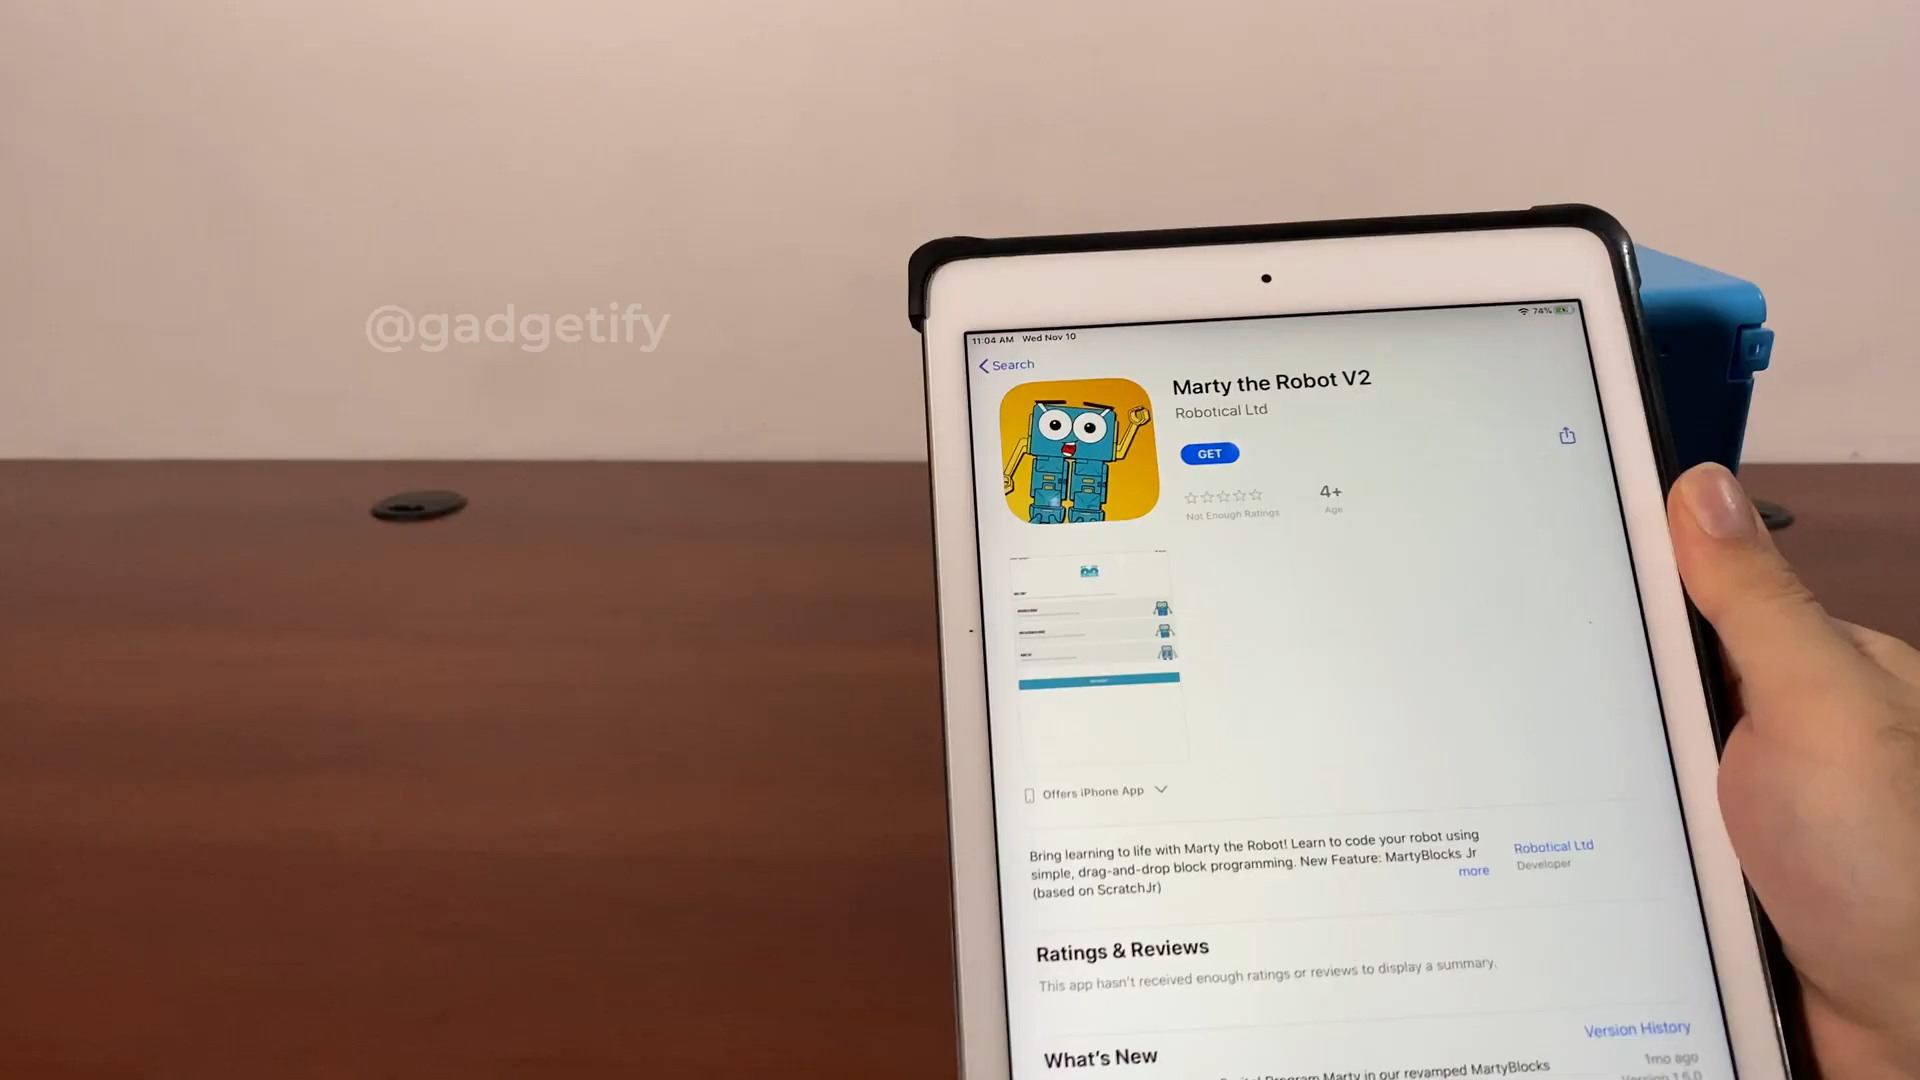 @gadgetify
11:04 AM Wed Nov 10
74%
Search
Marty the Robot V2
Robotical Ltd
GET
Not Enough Ratings
4+
Age
Offers iPhone App
Bring learning to life with Marty the Robot! Learn to code your robot using
simple, drag-and-drop block programming. New Feature: MartyBlocks Jr
(based on ScratchJr)
more
Robotical Ltd
Developer
Ratings & Reviews
This app hasn't received enough ratings or reviews to display a summary.
What's New
Version History
Program Marty in our revamped MartyBlocks
1mo ago
Version 1.5.0